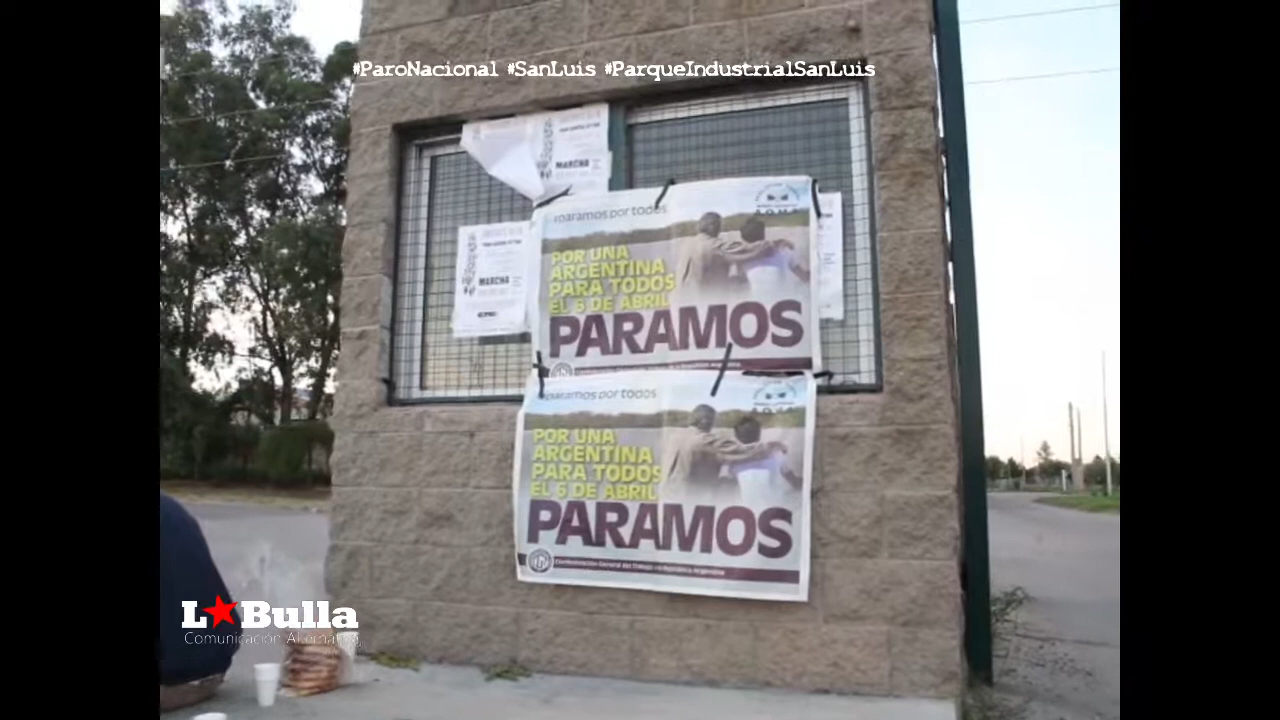 #ParoNacional #SanLuis #ParqueIndustrialSanLuis
MARCHA
MARCHA
paramos por todos
POR UNA
ARGENTINA
PARA TODOS
EL 6 DE ABRIL
PARAMOS
paramos por todos
POR UNA
ARGENTINA
PARA TODOS
EL 6 DE ABRIL
PARAMOS
Confederación General del Trabajo
L★Bulla
Comunicación Alternativa